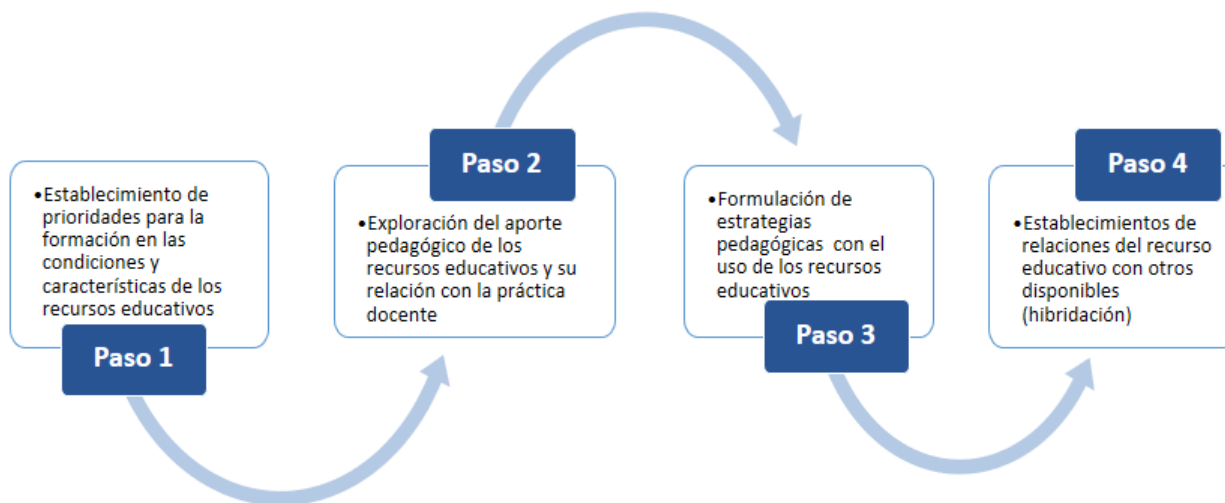 •Establecimiento de
prioridades para la
formación en las
condiciones y
características de los
recursos educativos
Paso 1
Paso 2
•Exploración del aporte
pedagógico de los
recursos educativos y su
relación con la práctica
docente
•Formulación de
estrategias
pedagógicas  con el
uso de los recursos
educativos
Paso 3
Paso 4
•Establecimientos de
relaciones del recurso
educativo con otros
disponibles
(hibridación)